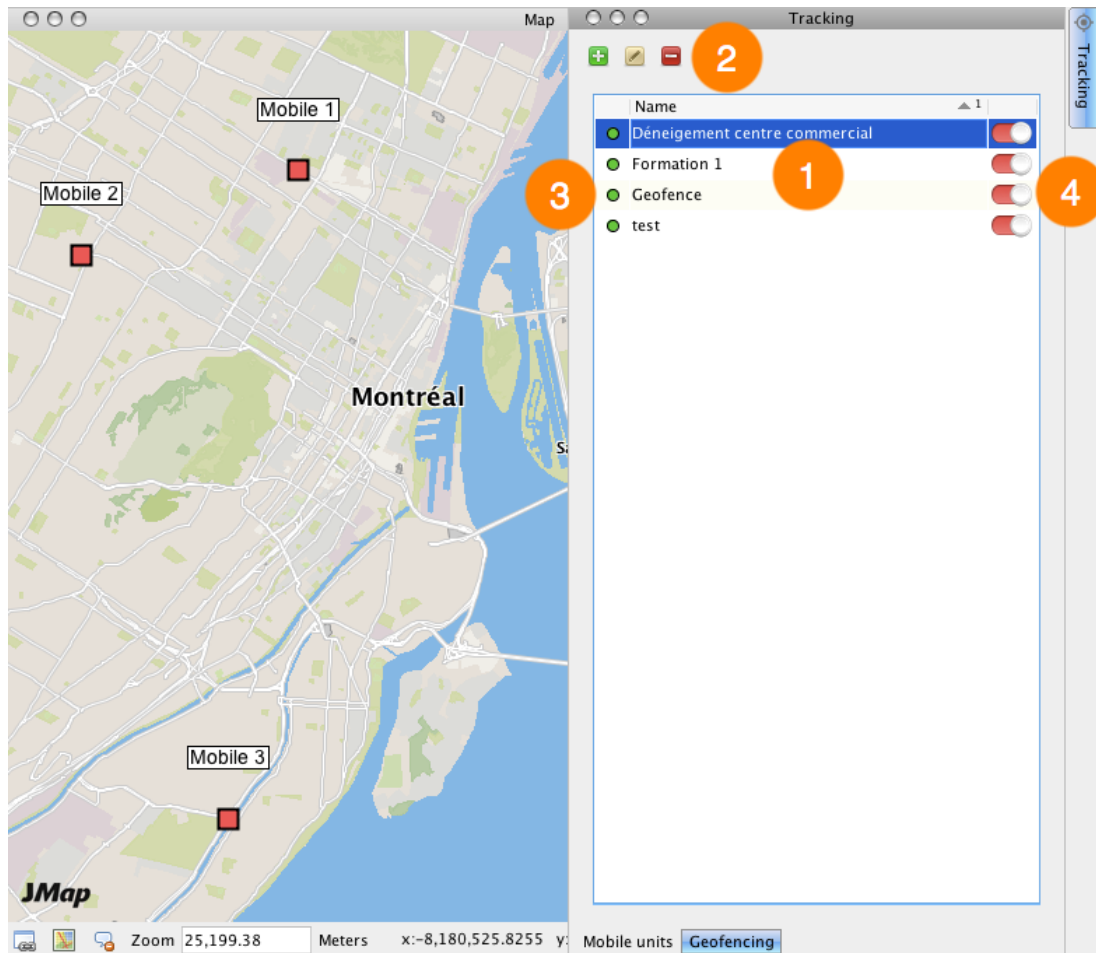 Map
Tracking
Tracking
2
Name
1
Déneigement centre commercial
Formation 1
Geofence
test
1
3
4
Mobile 1
Mobile 2
Montréal
Mobile 3
JMap
Zoom 25,199.38 Meters x:-8,180,525.8255 y:
Mobile units Geofencing